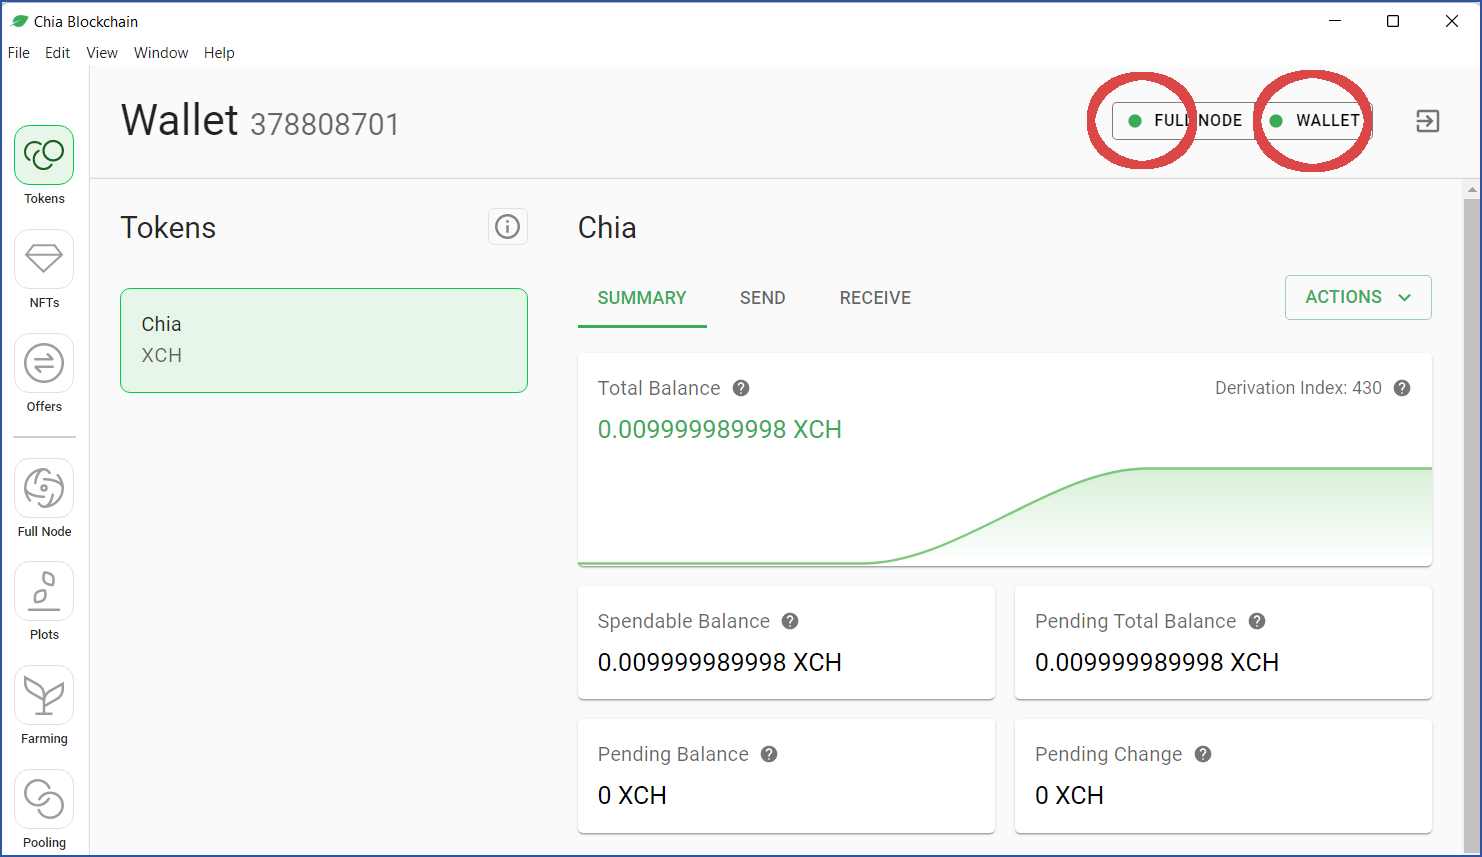 Chia Blockchain
File Edit View Window Help
Wallet 378808701
FULL NODE
WALLET
Tokens
NFTs
Offers
Full Node
Plots
Farming
Pooling
Tokens
Chia
XCH
Chia
SUMMARY SEND RECEIVE
ACTIONS
Total Balance
Derivation Index: 430
0.009999989998 XCH
Spendable Balance
0.009999989998 XCH
Pending Total Balance
0.009999989998 XCH
Pending Balance
0 XCH
Pending Change
0 XCH